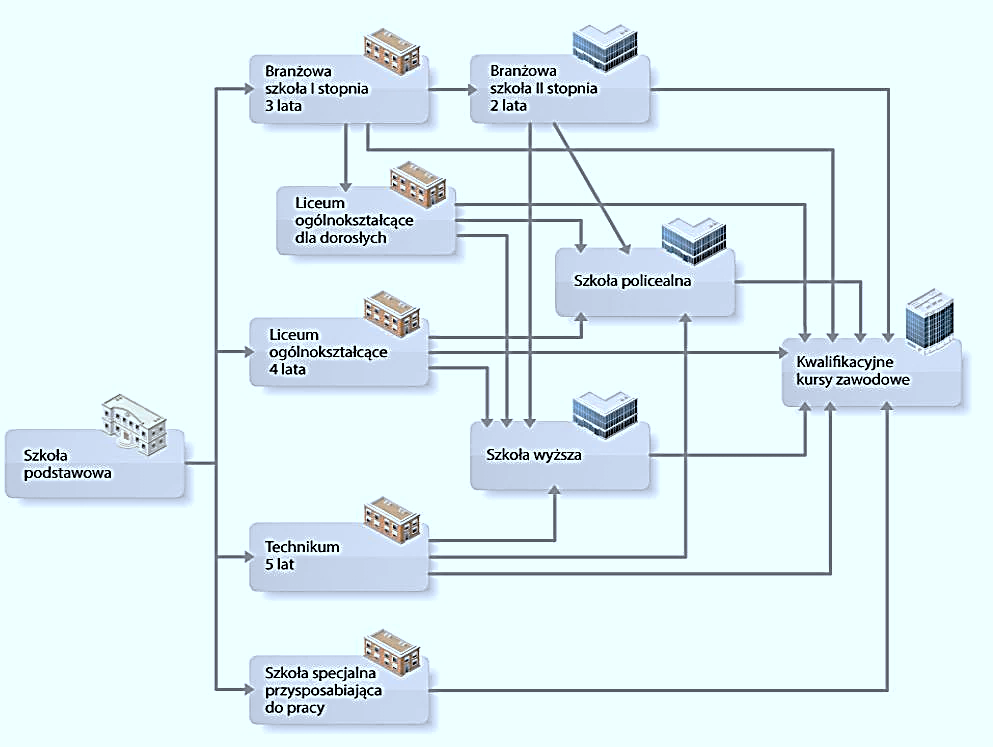 Branżowa
szkoła I stopnia
3 lata
Branżowa
szkoła II stopnia
2 lata
Liceum
ogólnokształcące
dla dorosłych
Szkoła policealna
Liceum
ogólnokształcące
4 lata
Kwalifikacyjne
kursy zawodowe
Szkoła
podstawowa
Szkoła wyższa
Technikum
5 lat
Szkoła specjalna
przysposabiająca
do pracy